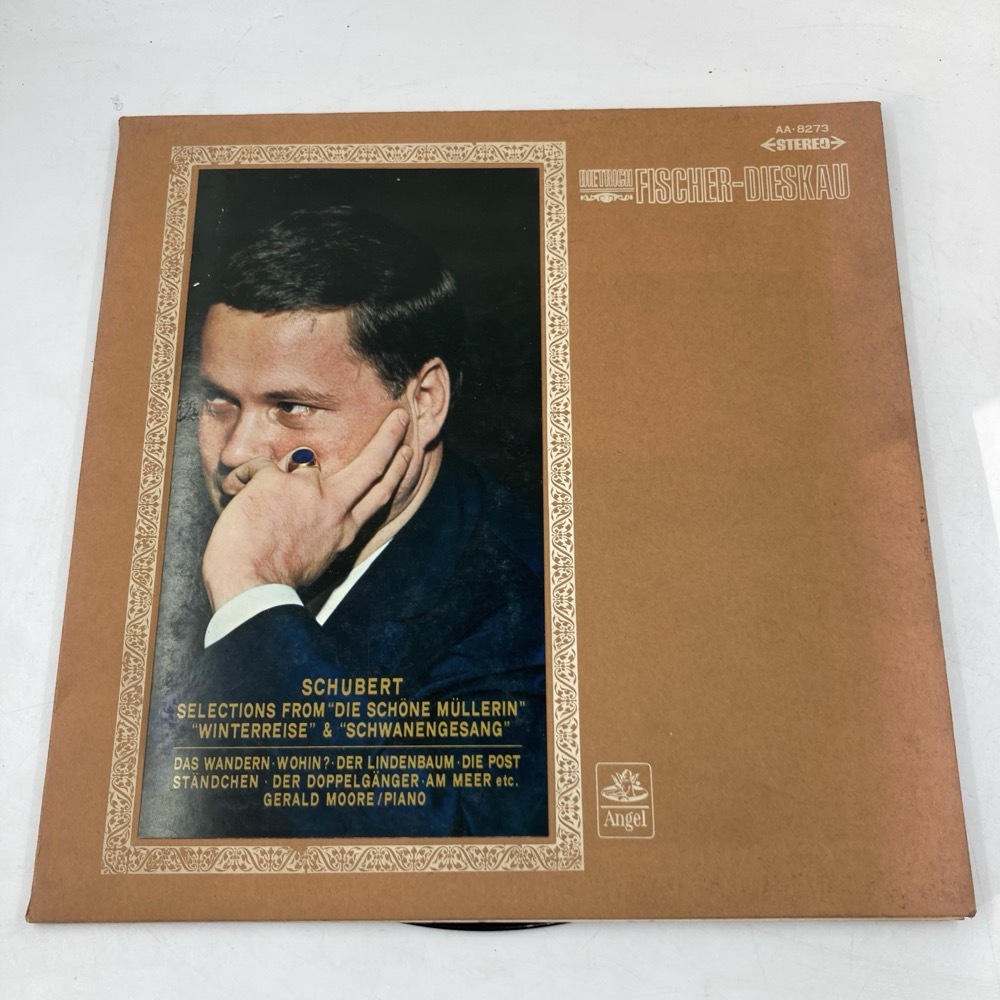 AA·8273
STEREO
DIETRICH
FISCHER-DIESKAU
SCHUBERT
SELECTIONS FROM "DIE SCHÖNE MÜLLERIN"
"WINTERREISE" & "SCHWANENGESANG"
DAS WANDERN · WOHIN? · DER LINDENBAUM · DIE POST
STÄNDCHEN · DER DOPPELGÄNGER · AM MEER etc.
GERALD MOORE/PIANO
Angel